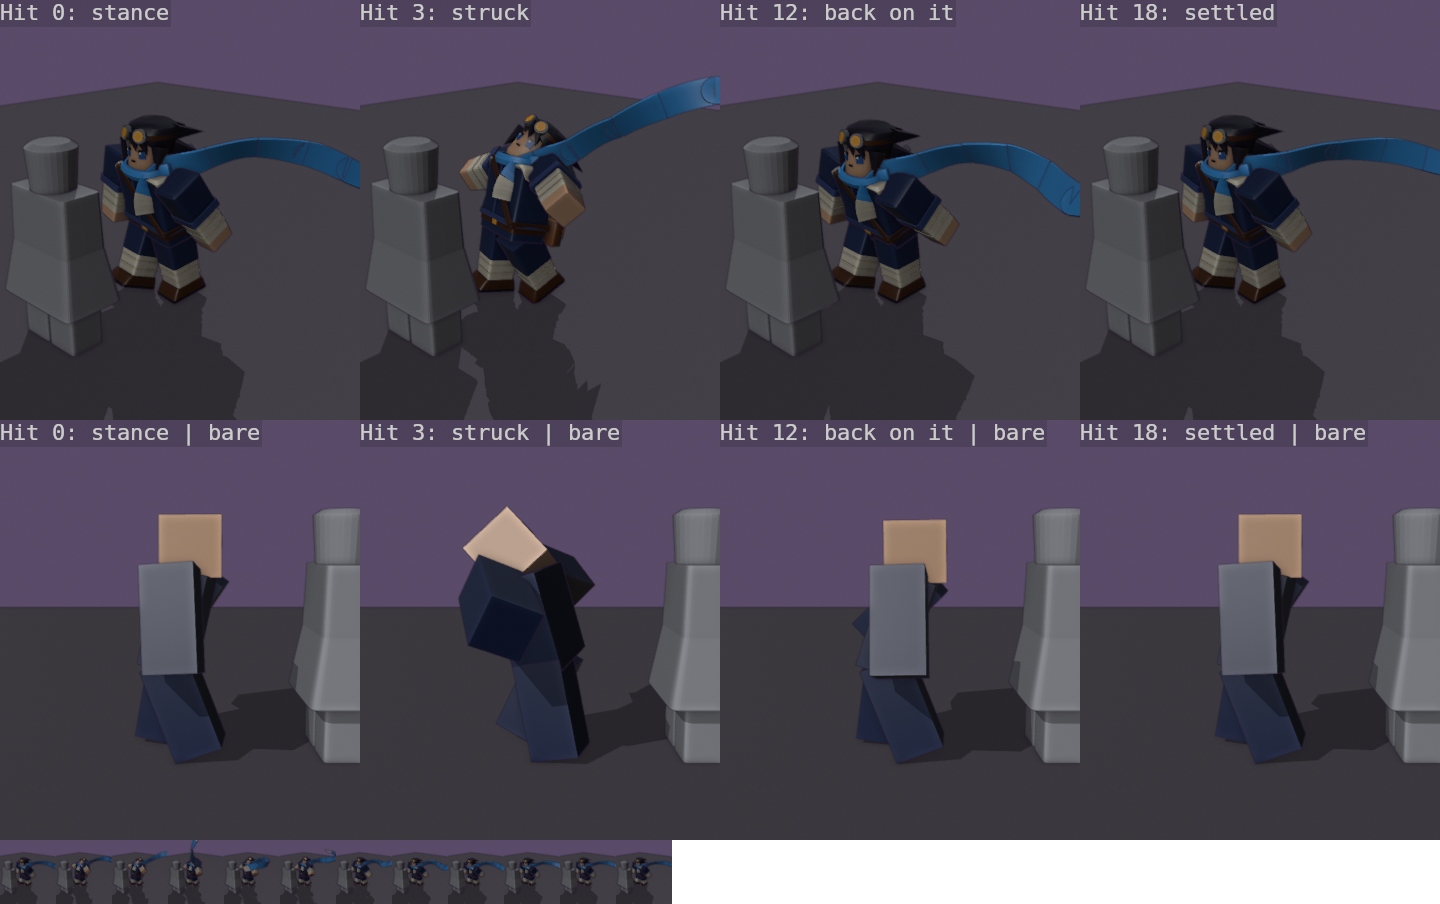 Hit 0: stance
Hit 3: struck
Hit 12: back on it
Hit 18: settled
Hit 0: stance | bare
Hit 3: struck | bare
Hit 12: back on it | bare
Hit 18: settled | bare